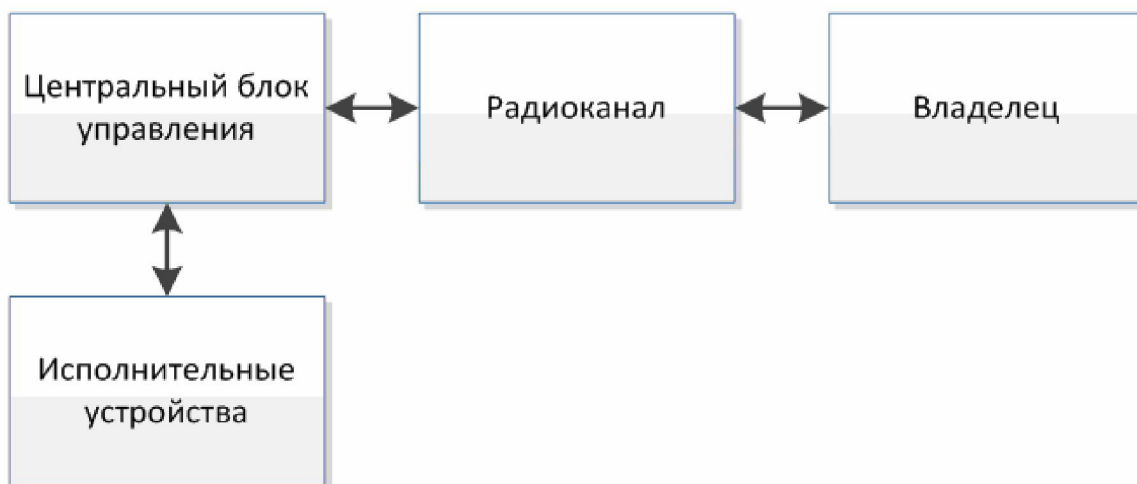 Центральный блок
управления
Радиоканал
Владелец
Исполнительные
устройства